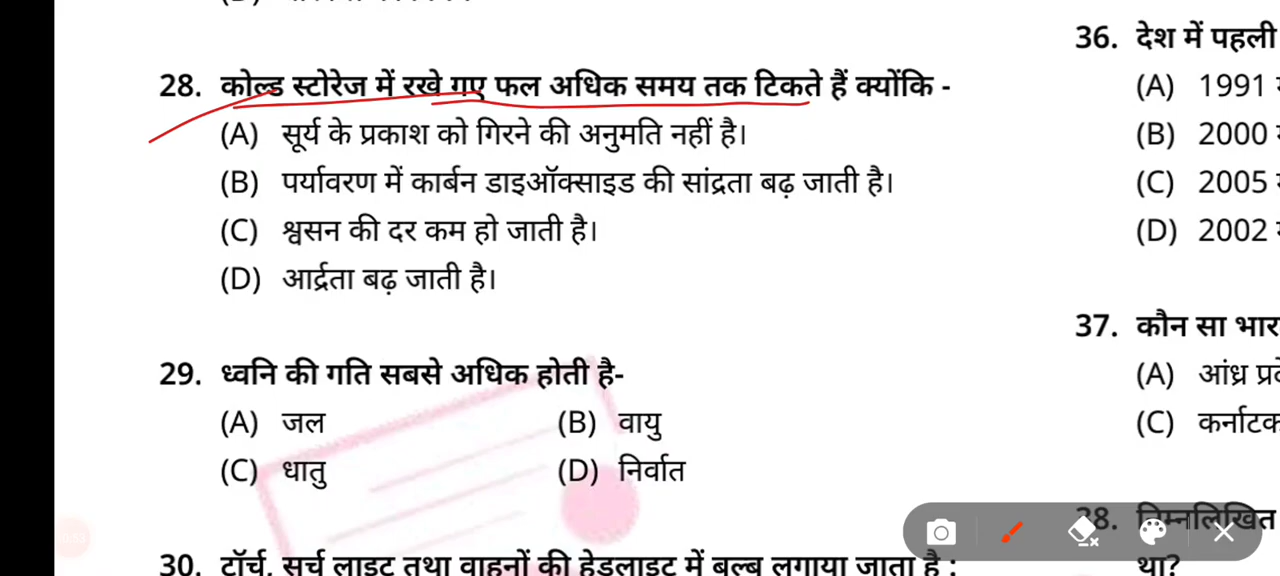 28. कोल्ड स्टोरेज में रखे गए फल अधिक समय तक टिकते हैं क्योंकि -
(A) सूर्य के प्रकाश को गिरने की अनुमति नहीं है।
(B) पर्यावरण में कार्बन डाइऑक्साइड की सांद्रता बढ़ जाती है।
(C) श्वसन की दर कम हो जाती है।
(D) आर्द्रता बढ़ जाती है।
29. ध्वनि की गति सबसे अधिक होती है-
(A) जल (B) वायु
(C) धातु (D) निर्वात
30. टॉर्च, सर्च लाइट तथा वाहनों की हेडलाइट में बल्ब लगाया जाता है :
36. देश में पहली
(A) 1991
(B) 2000
(C) 2005
(D) 2002
37. कौन सा
(A) आंध्र
(C)
38. निम्नलिखित
था?